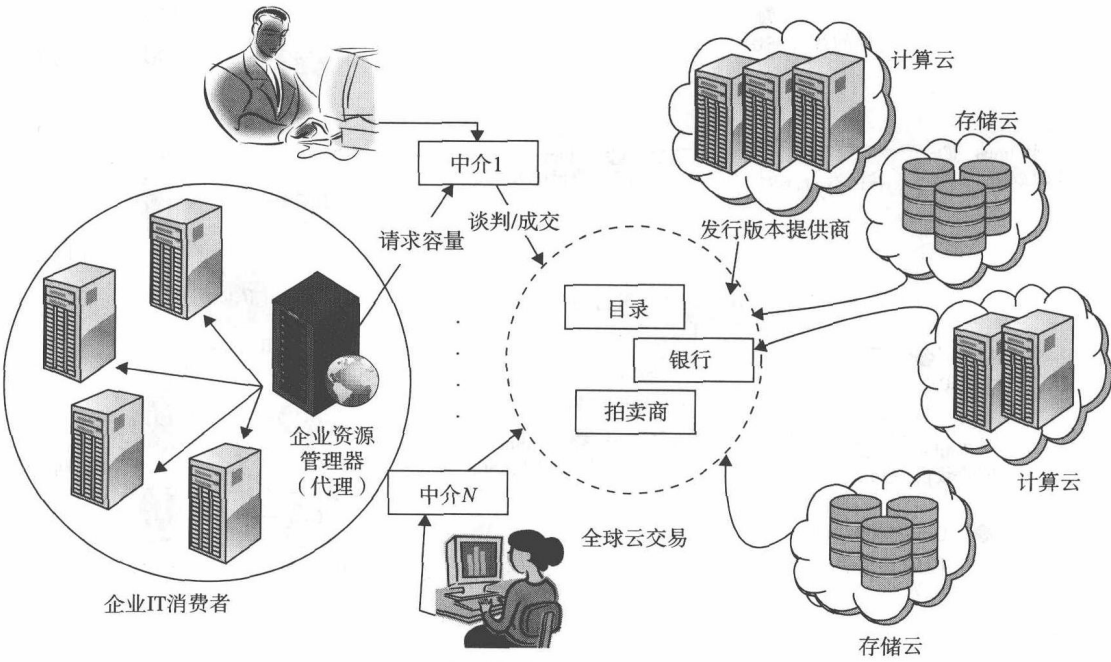 计算云
存储云
中介1
谈判/成交
请求容量
发行版本提供商
目录
银行
拍卖商
企业资源
管理器
（代理）
中介N
全球云交易
计算云
企业IT消费者
存储云